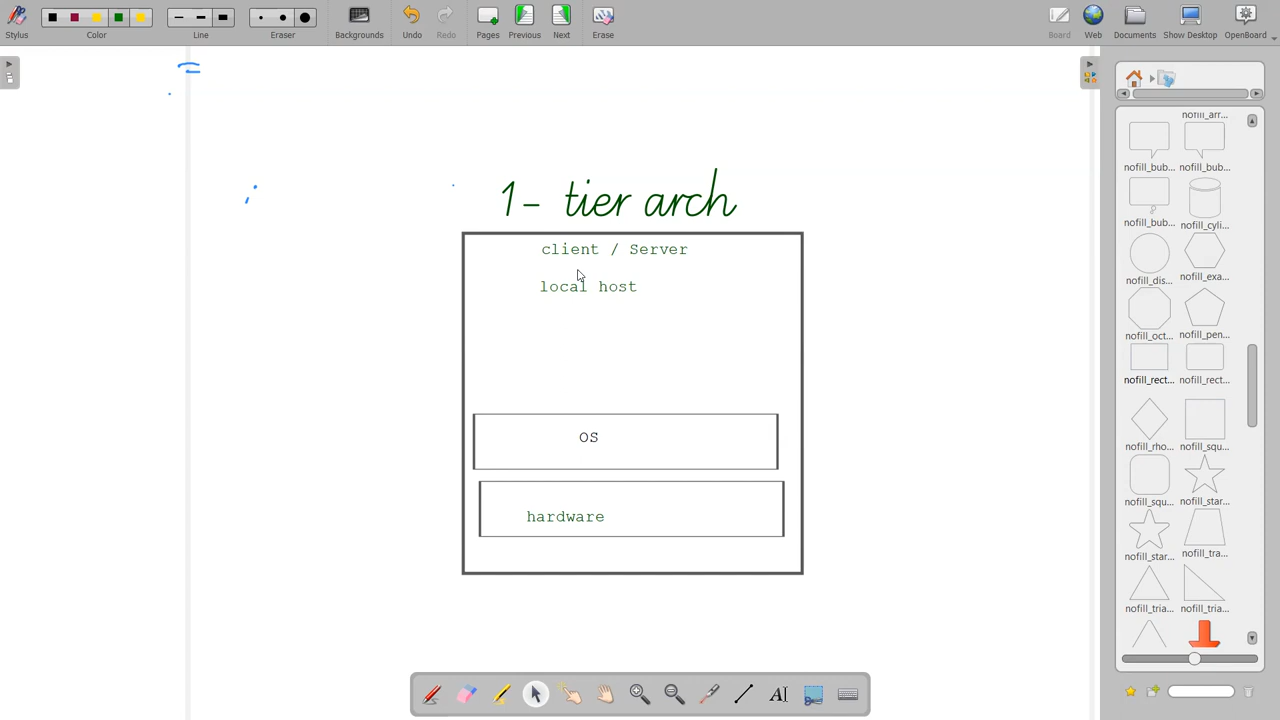 Stylus
Color
Line
Eraser
Backgrounds
Undo
Redo
Pages
Previous
Next
Erase
Board
Web
Documents
Show Desktop
OpenBoard
1- tier arch
client / Server
local host
OS
hardware
nofill_arr...
nofill_bub... nofill_bub...
nofill_bu... nofill_cyli...
nofill_dis... nofill_exa...
nofill_oct... nofill_pen...
nofill_rect... nofill_rect...
nofill_rho... nofill_squ...
nofill_squ... nofill_star...
nofill_star... nofill_tra...
nofill_tria... nofill_tria...
AI